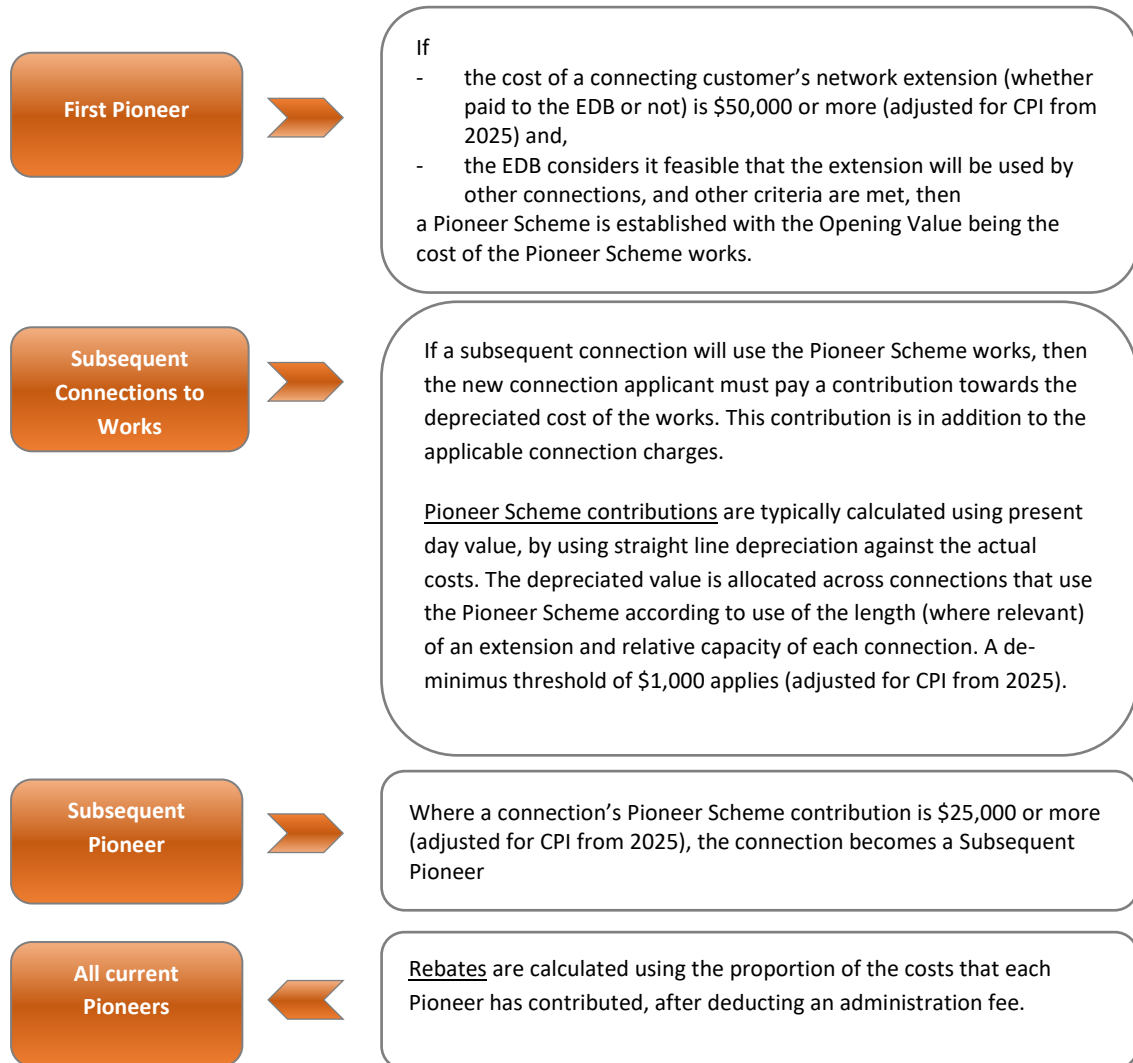 First Pioneer
If
- the cost of a connecting customer’s network extension (whether
paid to the EDB or not) is $50,000 or more (adjusted for CPI from
2025) and,
- the EDB considers it feasible that the extension will be used by
other connections, and other criteria are met, then
a Pioneer Scheme is established with the Opening Value being the
cost of the Pioneer Scheme works.
Subsequent
Connections to
Works
If a subsequent connection will use the Pioneer Scheme works, then
the new connection applicant must pay a contribution towards the
depreciated cost of the works. This contribution is in addition to the
applicable connection charges.
Pioneer Scheme contributions are typically calculated using present
day value, by using straight line depreciation against the actual
costs. The depreciated value is allocated across connections that use
the Pioneer Scheme according to use of the length (where relevant)
of an extension and relative capacity of each connection. A de-
minimus threshold of $1,000 applies (adjusted for CPI from 2025).
Subsequent
Pioneer
Where a connection’s Pioneer Scheme contribution is $25,000 or more
(adjusted for CPI from 2025), the connection becomes a Subsequent
Pioneer
All current
Pioneers
Rebates are calculated using the proportion of the costs that each
Pioneer has contributed, after deducting an administration fee.